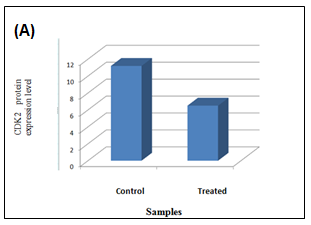 (A)
CDK2 protein
expression level
12
10
8
6
4
2
0
Control Treated
Samples